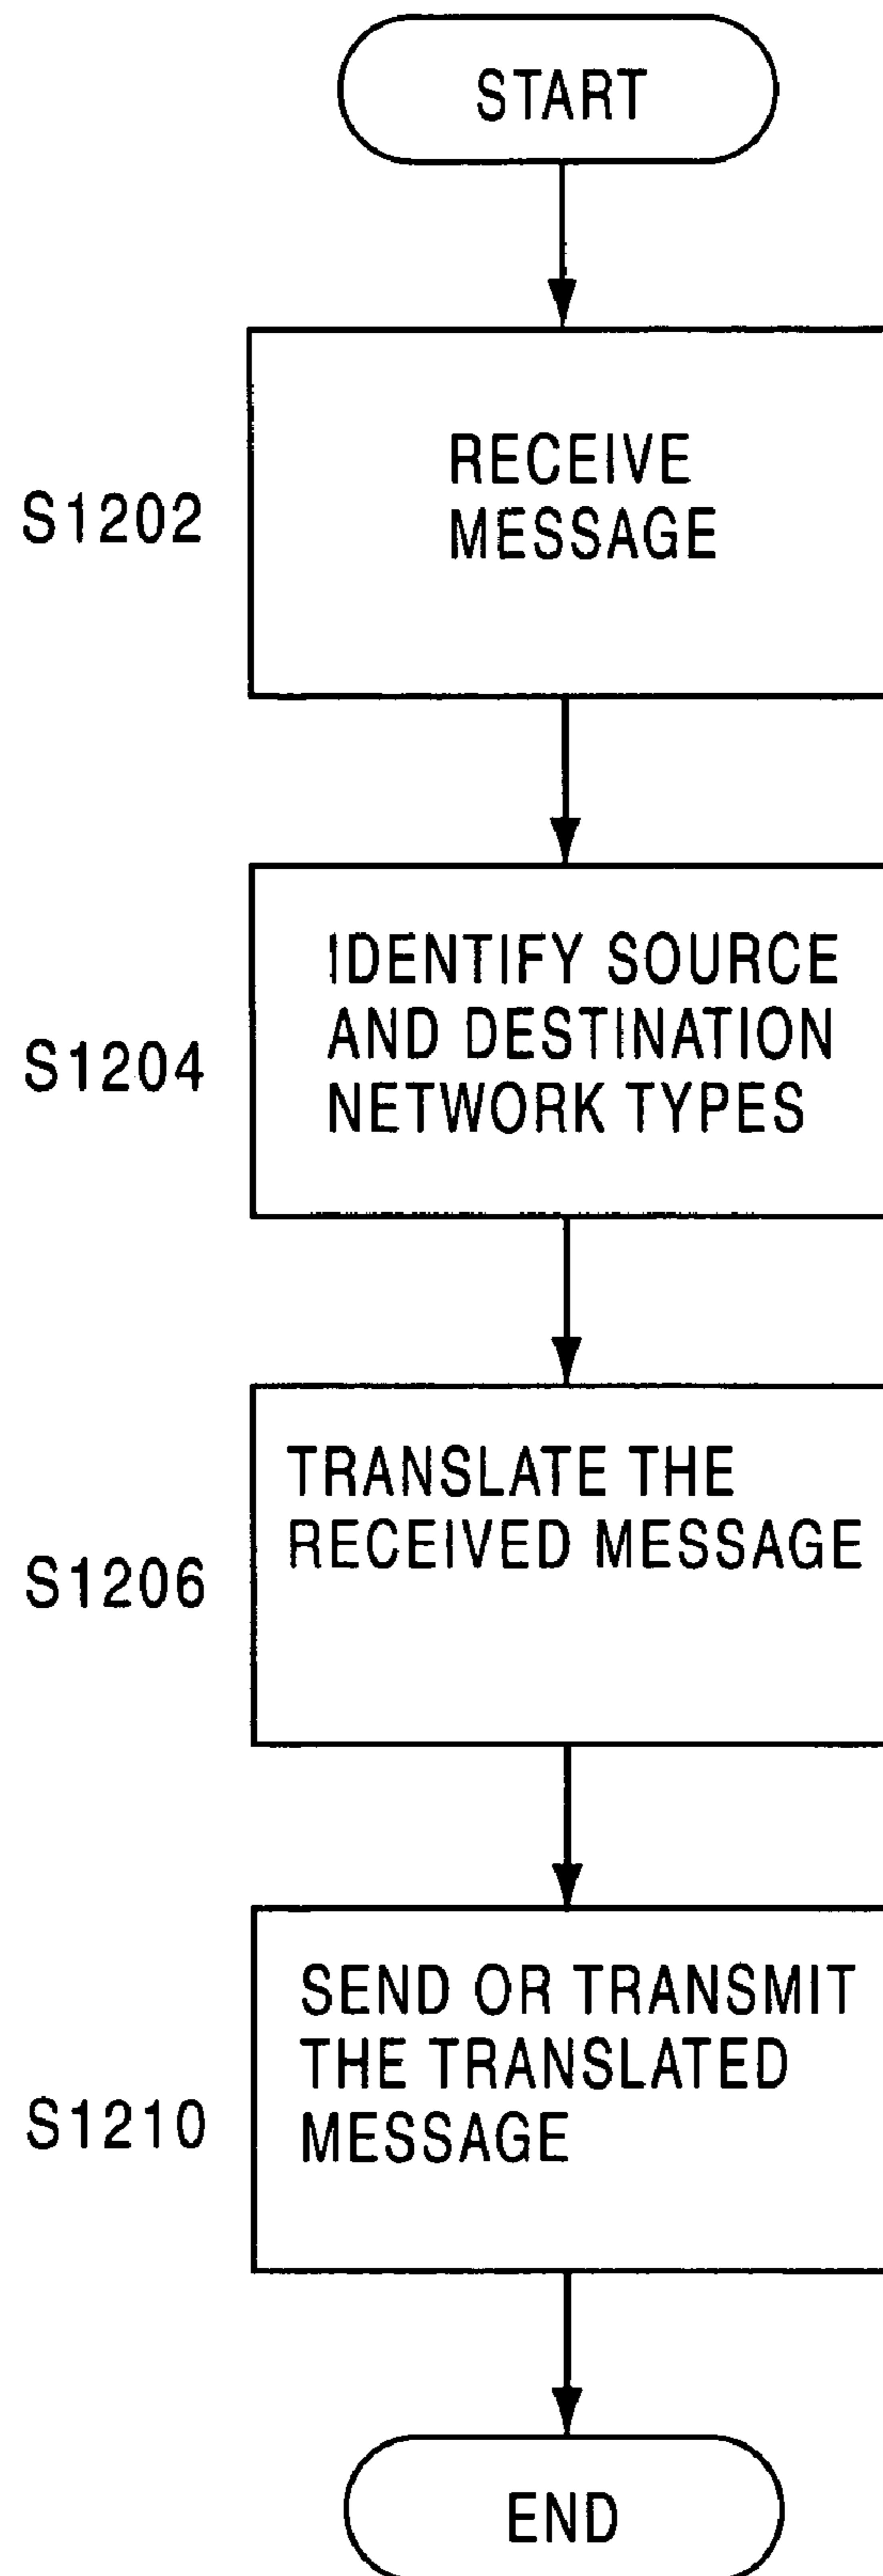 START
S1202
RECEIVE
MESSAGE
S1204
IDENTIFY SOURCE
AND DESTINATION
NETWORK TYPES
S1206
TRANSLATE THE
RECEIVED MESSAGE
S1210
SEND OR TRANSMIT
THE TRANSLATED
MESSAGE
END